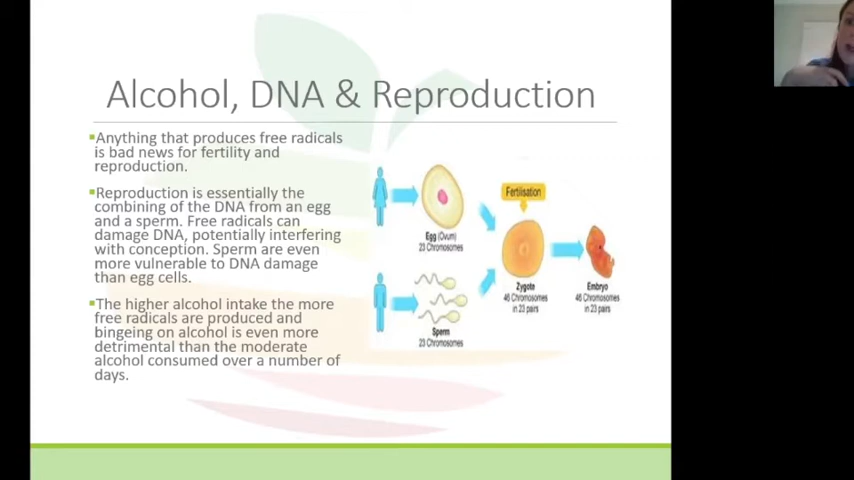 Alcohol, DNA & Reproduction
▪Anything that produces free radicals
is bad news for fertility and
reproduction.
▪Reproduction is essentially the
combining of the DNA from an egg
and a sperm. Free radicals can
damage DNA, potentially interfering
with conception. Sperm are even
more vulnerable to DNA damage
than egg cells.
▪The higher alcohol intake the more
free radicals are produced and
bingeing on alcohol is even more
detrimental than the moderate
alcohol consumed over a number of
days.
Egg (Ovum)
23 Chromosomes
Sperm
23 Chromosomes
Fertilisation
Zygote
46 Chromosomes
in 23 pairs
Embryo
46 Chromosomes
in 23 pairs